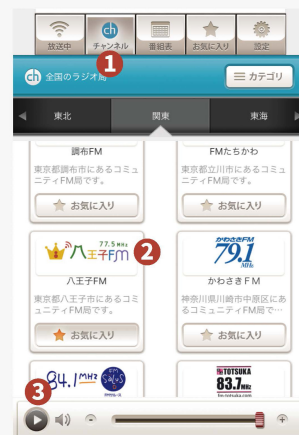 放送中 チャンネル 番組表 お気に入り 設定
1
ch 全国のラジオ局 カテゴリ
東北 関東 東海
調布FM
東京都調布市にあるコミュ
ニティFM局です。
お気に入り
FMたちかわ
東京都立川市にあるコミュ
ニティFM局です。
お気に入り
77.5MHz
八王子FM
2
八王子FM
東京都八王子市にあるコミ
ュニティFM局です。
お気に入り
かわさきFM
79.1
MHz
かわさきFM
神奈川県川崎市中原区にあ
るコミュニティFM局で…
お気に入り
84.1MHz
FM
Salus
TOTSUKA
83.7MHz
fm-totsuka.com
3